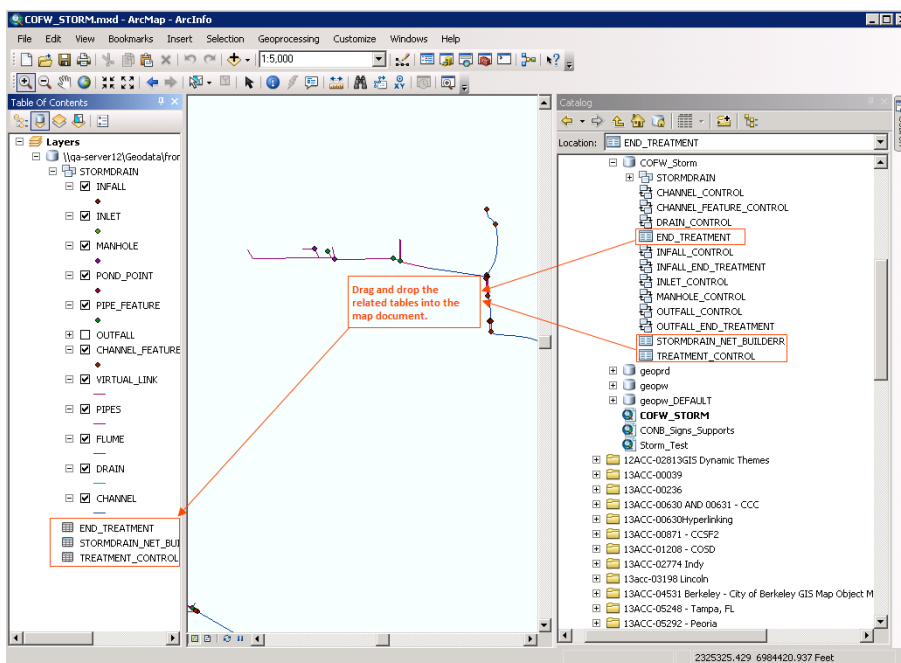 COFW_STORM.mxd - ArcMap - ArcInfo
File Edit View Bookmarks Insert Selection Geoprocessing Customize Windows Help
1:5,000
Table Of Contents
Layers
\\qa-server12\Geodata\fror
STORMDRAIN
INFALL
INLET
MANHOLE
POND_POINT
PIPE_FEATURE
OUTFALL
CHANNEL_FEATURE
VIRTUAL_LINK
PIPES
FLUME
DRAIN
CHANNEL
END_TREATMENT
STORMDRAIN_NET_BUI
TREATMENT_CONTROL
Drag and drop the
related tables into the
map document.
Catalog
Location: END_TREATMENT
COFW_Storm
STORMDRAIN
CHANNEL_CONTROL
CHANNEL_FEATURE_CONTROL
DRAIN_CONTROL
END_TREATMENT
INFALL_CONTROL
INFALL_END_TREATMENT
INLET_CONTROL
MANHOLE_CONTROL
OUTFALL_CONTROL
OUTFALL_END_TREATMENT
STORMDRAIN_NET_BUILDERR
TREATMENT_CONTROL
geoprd
geopw
geopw_DEFAULT
COFW_STORM
CONB_Signs_Supports
Storm_Test
12ACC-02813GIS Dynamic Themes
13ACC-00039
13ACC-00236
13ACC-00630 AND 00631 - CCC
13ACC-00630Hyperlinking
13ACC-00871 - CCSF2
13ACC-01208 - COSD
13ACC-02774 Indy
13acc-03198 Lincoln
13ACC-04531 Berkeley - City of Berkeley GIS Map Object M
13ACC-05248 - Tampa, FL
13ACC-05292 - Peoria
2325325.429 6984420.937 Feet